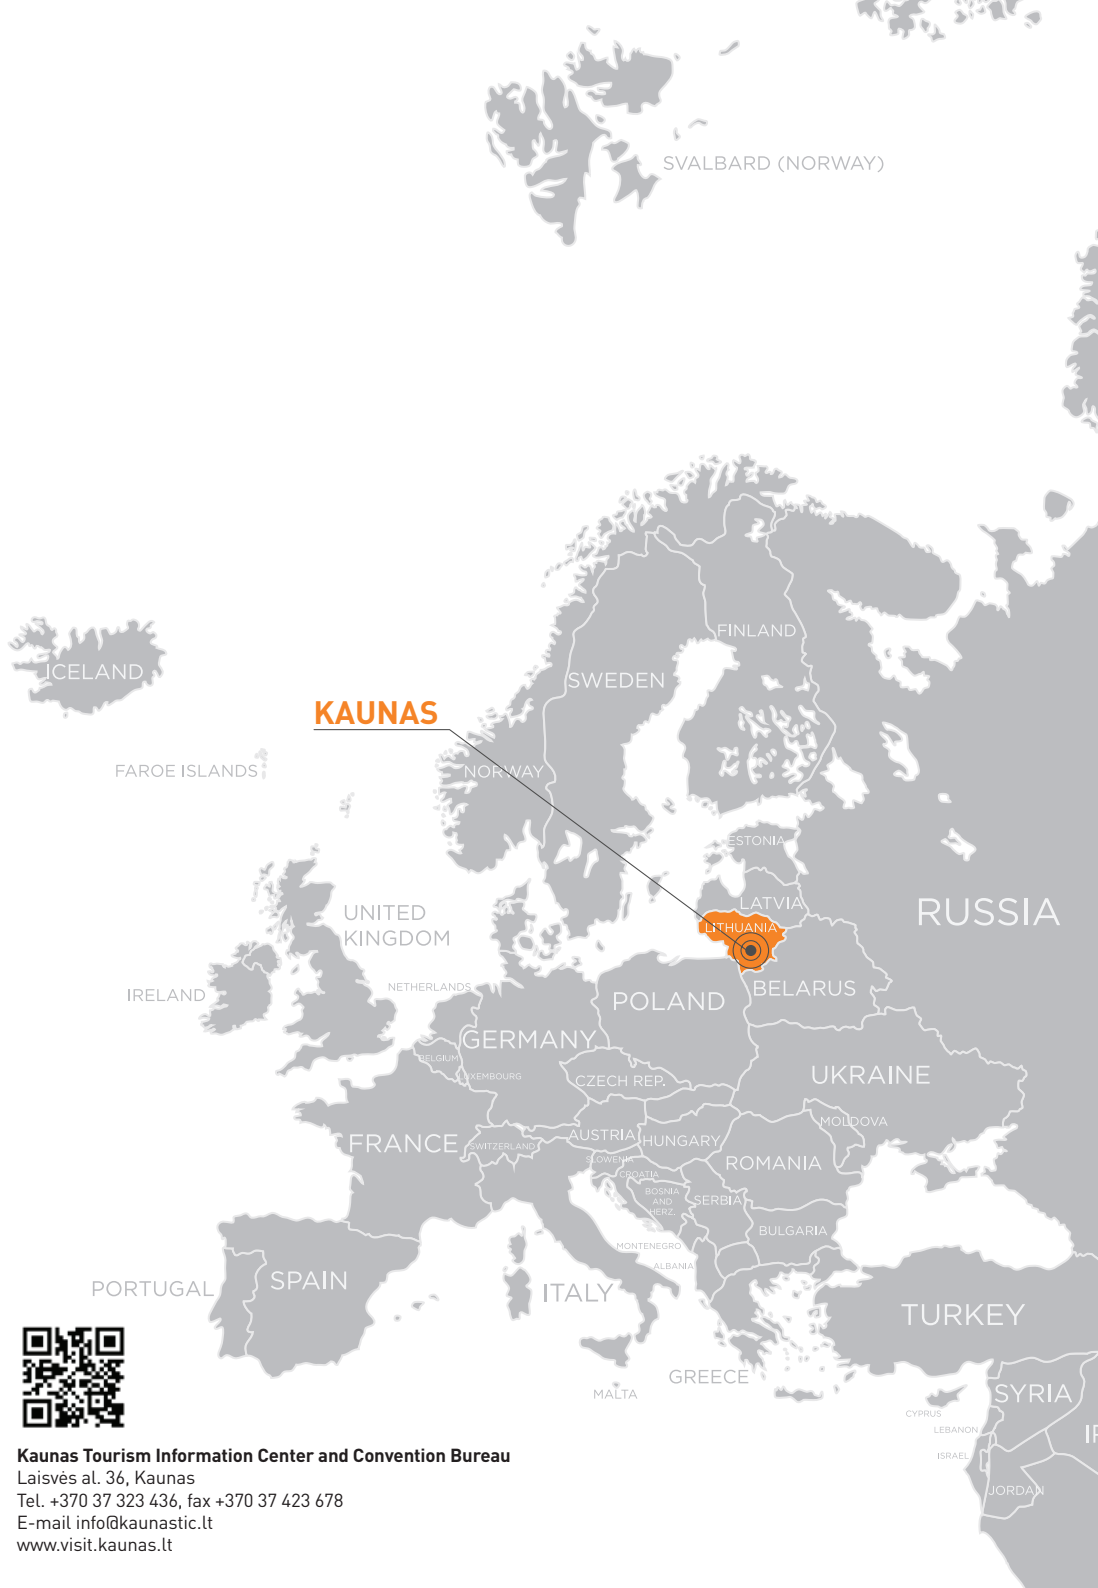 SVALBARD (NORWAY)
FINLAND
ICELAND
SWEDEN
KAUNAS
FAROE ISLANDS
NORWAY
ESTONIA
LATVIA
RUSSIA
UNITED
KINGDOM
LITHUANIA
NETHERLANDS
BELARUS
IRELAND
POLAND
GERMANY
BELGIUM
LUXEMBOURG
CZECH REP.
UKRAINE
MOLDOVA
FRANCE
SWITZERLAND
AUSTRIA
HUNGARY
SLOWENIA
ROMANIA
CROATIA
BOSNIA
AND
HERZ.
SERBIA
BULGARIA
MONTENEGRO
ALBANIA
PORTUGAL
SPAIN
ITALY
TURKEY
GREECE
MALTA
SYRIA
CYPRUS
LEBANON
ISRAEL
JORDAN
Kaunas Tourism Information Center and Convention Bureau
Laisvės al. 36, Kaunas
Tel. +370 37 323 436, fax +370 37 423 678
E-mail info@kaunastic.lt
www.visit.kaunas.lt